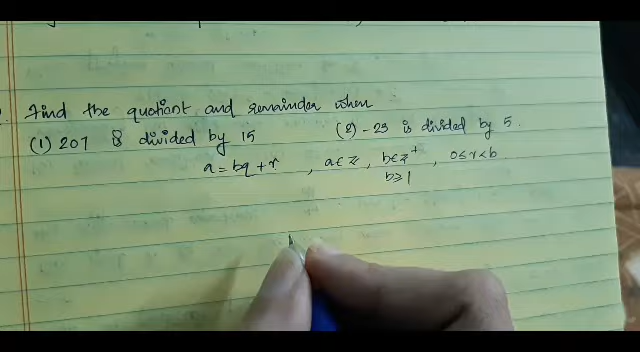 Find the quotient and remainder when
(1) 207 is divided by 15 (2) -23 is divided by 5.
a = bq + r , a ∈ Z , b ∈ Z⁺ , 0 ≤ r < b
b ≥ 1